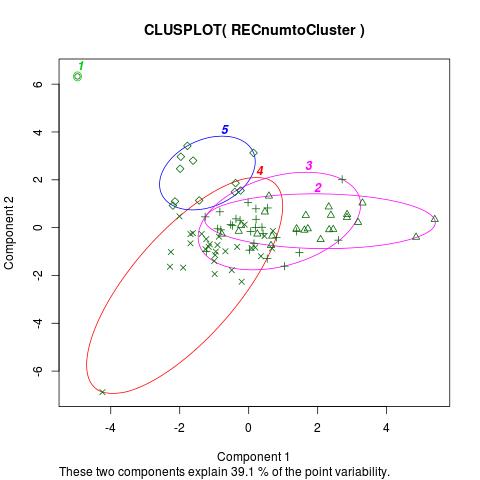 CLUSPLOT( RECnumtoCluster )
1
5
4
3
2
6
4
2
0
-2
-4
-6
Component 2
-4 -2 0 2 4
Component 1
These two components explain 39.1 % of the point variability.